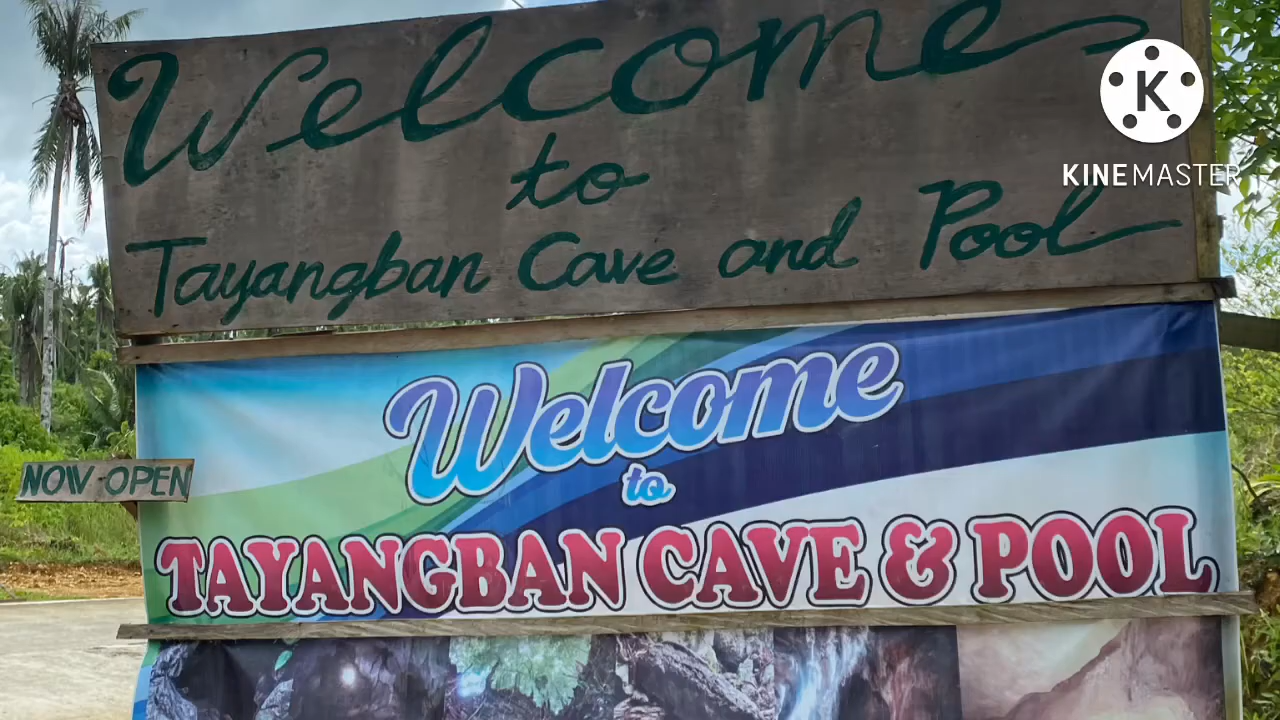 Welcome
to
Tayangban Cave and Pool
K
KINEMASTER
Welcome
to
TAYANGBAN CAVE & POOL
NOW OPEN